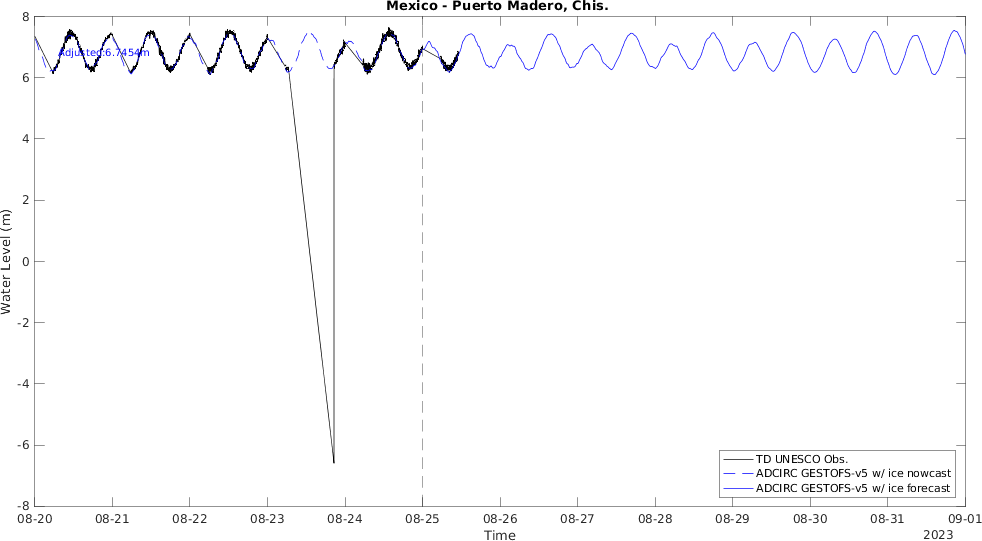 Mexico - Puerto Madero, Chis.
8
6
4
2
0
-2
-4
-6
-8
Water Level (m)
Adjusted:6.7454m
TD UNESCO Obs.
ADCIRC GESTOFS-v5 w/ ice nowcast
ADCIRC GESTOFS-v5 w/ ice forecast
08-20 08-21 08-22 08-23 08-24 08-25 08-26 08-27 08-28 08-29 08-30 08-31 09-01
Time
2023